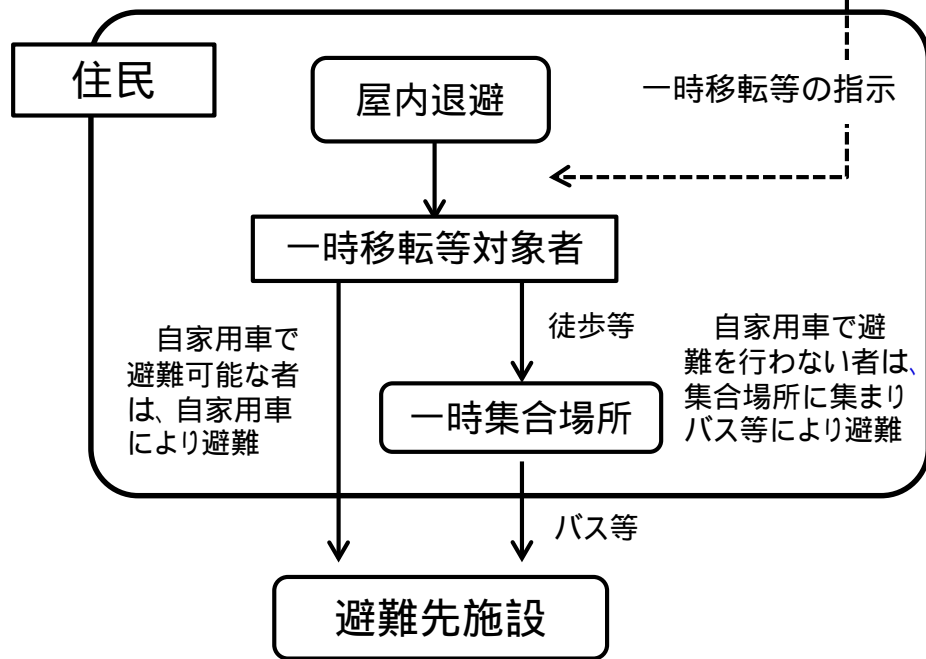 住民
屋内退避
一時移転等の指示
一時移転等対象者
自家用車で
避難可能な者
は、自家用車
により避難
徒歩等
自家用車で避
難を行わない者は、
集合場所に集まり
バス等により避難
一時集合場所
バス等
避難先施設